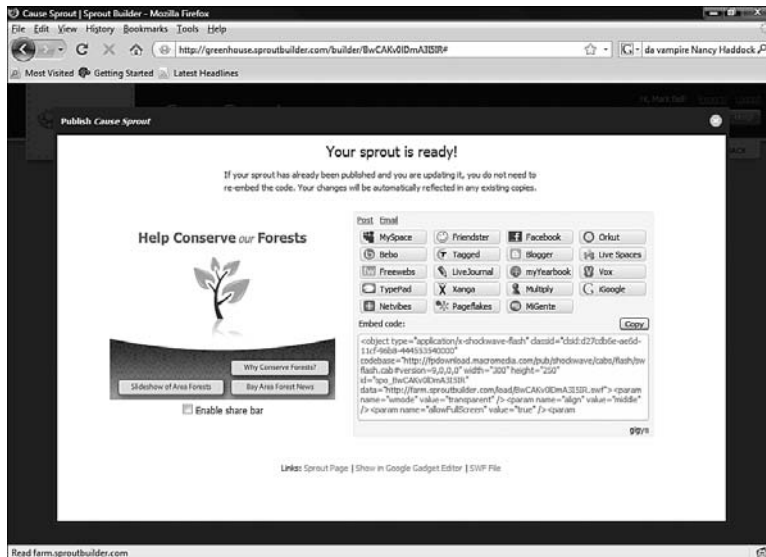 Cause Sprout | Sprout Builder - Mozilla Firefox
File Edit View History Bookmarks Tools Help
http://greenhouse.sproutbuilder.com/builder/BwCAKv0IDmA3I5IR#
da vampire Nancy Haddock
Most Visited Getting Started Latest Headlines
Publish Cause Sprout
Your sprout is ready!
If your sprout has already been published and you are updating it, you do not need to
re-embed the code. Your changes will be automatically reflected in any existing copies.
Help Conserve our Forests
Why Conserve Forests?
Slideshow of Area Forests Bay Area Forest News
Enable share bar
Post Email
MySpace Friendster Facebook Orkut
Bebo Tagged Blogger Live Spaces
Freewebs LiveJournal myYearbook Vox
TypePad Xanga Multiply iGoogle
Netvibes Pageflakes MiGente
Embed code: Copy
<object type="application/x-shockwave-flash" classid="clsid:d27cdb6e-ae6d-
11cf-96b8-444553540000"
codebase="http://fpdownload.macromedia.com/pub/shockwave/cabs/flash/sw
flash.cab#version=9,0,0,0" width="300" height="250"
id="spo_BwCAKv0IDmA3I5IR"
data="http://farm.sproutbuilder.com/load/BwCAKv0IDmA3I5IR.swf"><param
name="wmode" value="transparent" /><param name="align" value="middle"
/><param name="allowFullScreen" value="true" /><param
gigya
Links: Sprout Page | Show in Google Gadget Editor | SWF File
Read farm.sproutbuilder.com